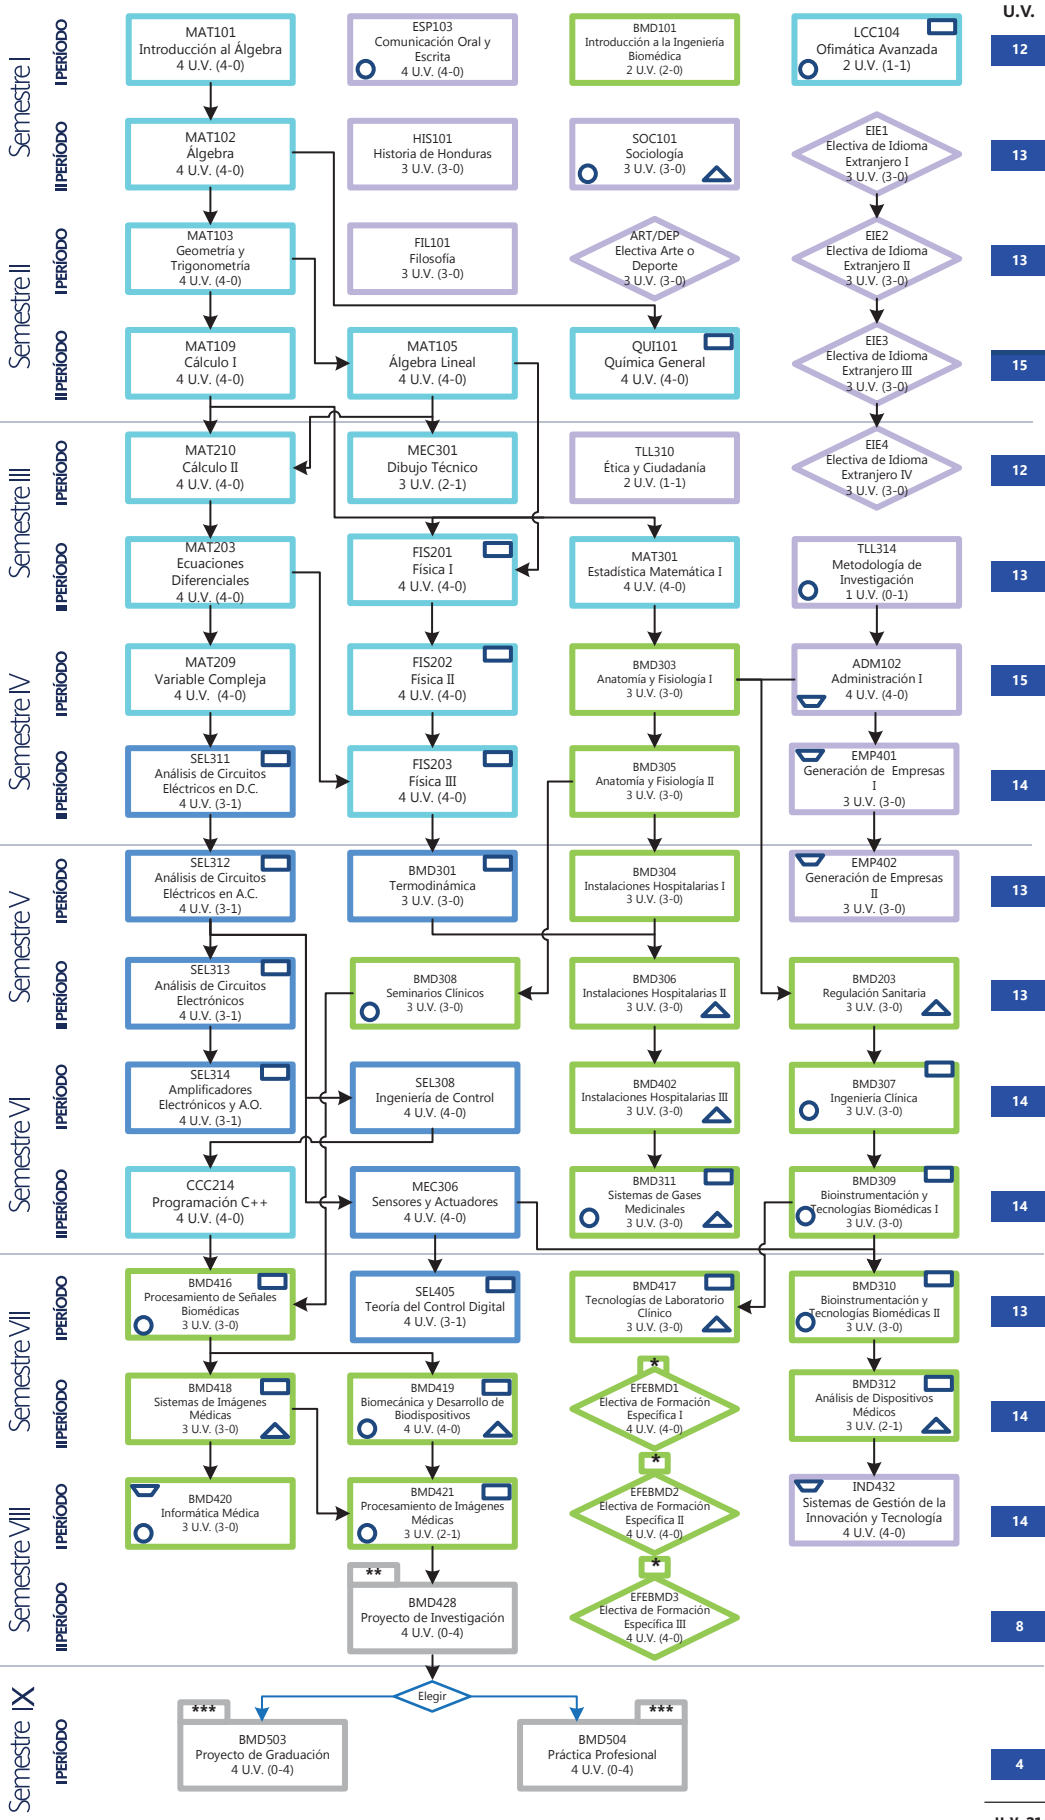 U.V.
Semestre I
I PERÍODO
MAT101
Introducción al Álgebra
4 U.V. (4-0)
ESP103
Comunicación Oral y
Escrita
4 U.V. (4-0)
BMD101
Introducción a la Ingeniería
Biomédica
2 U.V. (2-0)
LCC104
Ofimática Avanzada
2 U.V. (1-1)
12
II PERÍODO
MAT102
Álgebra
4 U.V. (4-0)
HIS101
Historia de Honduras
3 U.V. (3-0)
SOC101
Sociología
3 U.V. (3-0)
EIE1
Electiva de Idioma
Extranjero I
3 U.V. (3-0)
13
Semestre II
I PERÍODO
MAT103
Geometría y
Trigonometría
4 U.V. (4-0)
FIL101
Filosofía
3 U.V. (3-0)
ART/DEP
Electiva Arte o
Deporte
3 U.V. (3-0)
EIE2
Electiva de Idioma
Extranjero II
3 U.V. (3-0)
13
II PERÍODO
MAT109
Cálculo I
4 U.V. (4-0)
MAT105
Álgebra Lineal
4 U.V. (4-0)
QUI101
Química General
4 U.V. (4-0)
EIE3
Electiva de Idioma
Extranjero III
3 U.V. (3-0)
15
Semestre III
I PERÍODO
MAT210
Cálculo II
4 U.V. (4-0)
MEC301
Dibujo Técnico
3 U.V. (2-1)
TLL310
Ética y Ciudadanía
2 U.V. (1-1)
EIE4
Electiva de Idioma
Extranjero IV
3 U.V. (3-0)
12
II PERÍODO
MAT203
Ecuaciones
Diferenciales
4 U.V. (4-0)
FIS201
Física I
4 U.V. (4-0)
MAT301
Estadística Matemática I
4 U.V. (4-0)
TLL314
Metodología de
Investigación
1 U.V. (0-1)
13
Semestre IV
I PERÍODO
MAT209
Variable Compleja
4 U.V. (4-0)
FIS202
Física II
4 U.V. (4-0)
BMD303
Anatomía y Fisiología I
3 U.V. (3-0)
ADM102
Administración I
4 U.V. (4-0)
15
II PERÍODO
SEL311
Análisis de Circuitos
Eléctricos en D.C.
4 U.V. (3-1)
FIS203
Física III
4 U.V. (4-0)
BMD305
Anatomía y Fisiología II
3 U.V. (3-0)
EMP401
Generación de Empresas
I
3 U.V. (3-0)
14
Semestre V
I PERÍODO
SEL312
Análisis de Circuitos
Eléctricos en A.C.
4 U.V. (3-1)
BMD301
Termodinámica
3 U.V. (3-0)
BMD304
Instalaciones Hospitalarias I
3 U.V. (3-0)
EMP402
Generación de Empresas
II
3 U.V. (3-0)
13
II PERÍODO
SEL313
Análisis de Circuitos
Electrónicos
4 U.V. (3-1)
BMD308
Seminarios Clínicos
3 U.V. (3-0)
BMD306
Instalaciones Hospitalarias II
3 U.V. (3-0)
BMD203
Regulación Sanitaria
3 U.V. (3-0)
13
Semestre VI
I PERÍODO
SEL314
Amplificadores
Electrónicos y A.O.
4 U.V. (3-1)
SEL308
Ingeniería de Control
4 U.V. (4-0)
BMD402
Instalaciones Hospitalarias III
3 U.V. (3-0)
BMD307
Ingeniería Clínica
3 U.V. (3-0)
14
II PERÍODO
CCC214
Programación C++
4 U.V. (4-0)
MEC306
Sensores y Actuadores
4 U.V. (4-0)
BMD311
Sistemas de Gases
Medicinales
3 U.V. (3-0)
BMD309
Bioinstrumentación y
Tecnologías Biomédicas I
3 U.V. (3-0)
14
Semestre VII
I PERÍODO
BMD416
Procesamiento de Señales
Biomédicas
3 U.V. (3-0)
SEL405
Teoría del Control Digital
4 U.V. (3-1)
BMD417
Tecnologías de Laboratorio
Clínico
3 U.V. (3-0)
BMD310
Bioinstrumentación y
Tecnologías Biomédicas II
3 U.V. (3-0)
13
II PERÍODO
BMD418
Sistemas de Imágenes
Médicas
3 U.V. (3-0)
BMD419
Biomecánica y Desarrollo de
Biodispositivos
4 U.V. (4-0)
*
EFEBMD1
Electiva de Formación
Específica I
4 U.V. (4-0)
BMD312
Análisis de Dispositivos
Médicos
3 U.V. (2-1)
14
Semestre VIII
I PERÍODO
BMD420
Informática Médica
3 U.V. (3-0)
BMD421
Procesamiento de Imágenes
Médicas
3 U.V. (2-1)
*
EFEBMD2
Electiva de Formación
Específica II
4 U.V. (4-0)
IND432
Sistemas de Gestión de la
Innovación y Tecnología
4 U.V. (4-0)
14
II PERÍODO
**
BMD428
Proyecto de Investigación
4 U.V. (0-4)
*
EFEBMD3
Electiva de Formación
Específica III
4 U.V. (4-0)
8
Semestre IX
I PERÍODO
Elegir
***
BMD503
Proyecto de Graduación
4 U.V. (0-4)
***
BMD504
Práctica Profesional
4 U.V. (0-4)
4